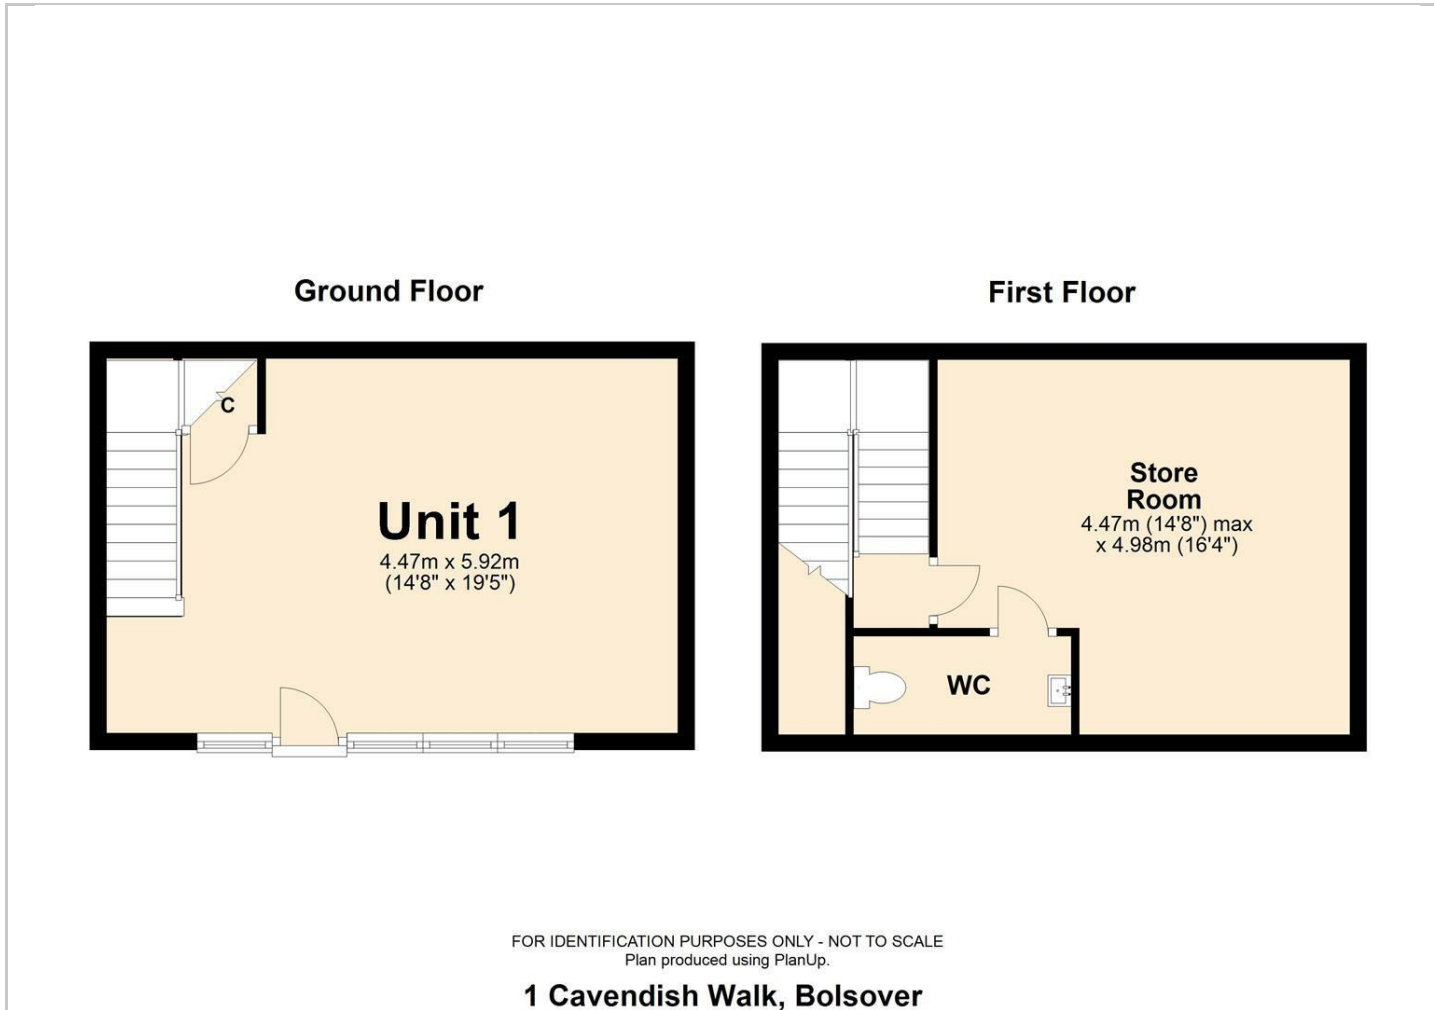 Ground Floor
C
Unit 1
4.47m x 5.92m
(14'8" x 19'5")
First Floor
Store
Room
4.47m (14'8") max
x 4.98m (16'4")
WC
FOR IDENTIFICATION PURPOSES ONLY - NOT TO SCALE
Plan produced using PlanUp.
1 Cavendish Walk, Bolsover